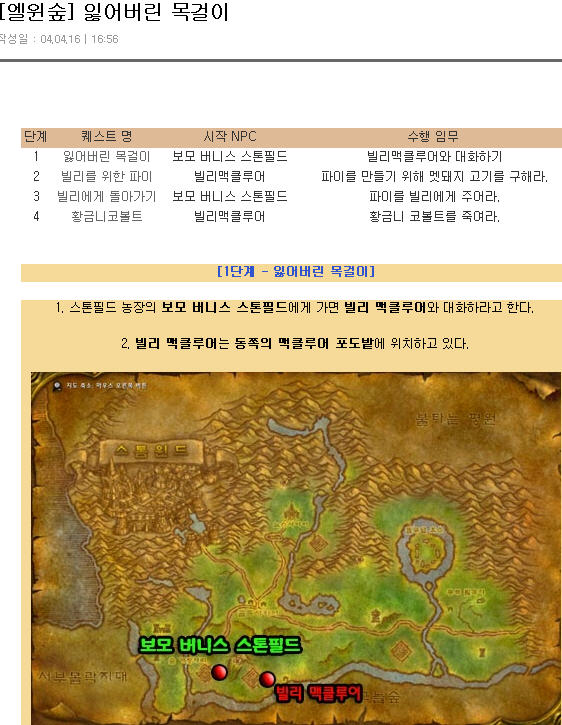 [엘윈숲] 잃어버린 목걸이
작성일 : 04.04.16 | 16:56
단계 퀘스트 명 시작 NPC 수행 임무
1 잃어버린 목걸이 보모 버니스 스톤필드 빌리맥클루어와 대화하기
2 빌리를 위한 파이 빌리맥클루어 파이를 만들기 위해 멧돼지 고기를 구해라.
3 빌리에게 돌아가기 보모 버니스 스톤필드 파이를 빌리에게 주어라.
4 황금니코볼트 빌리맥클루어 황금니 코볼트를 죽여라.
[1단계 - 잃어버린 목걸이]
1. 스톤필드 농장의 보모 버니스 스톤필드에게 가면 빌리 맥클루어와 대화하라고 한다.
2. 빌리 맥클루어는 동쪽의 맥클루어 포도밭에 위치하고 있다.
지도 축소: 마우스 오른쪽 버튼
불타는 평원
스톰윈드
보모 버니스 스톤필드
서부몰락지대
빌리 맥클루어